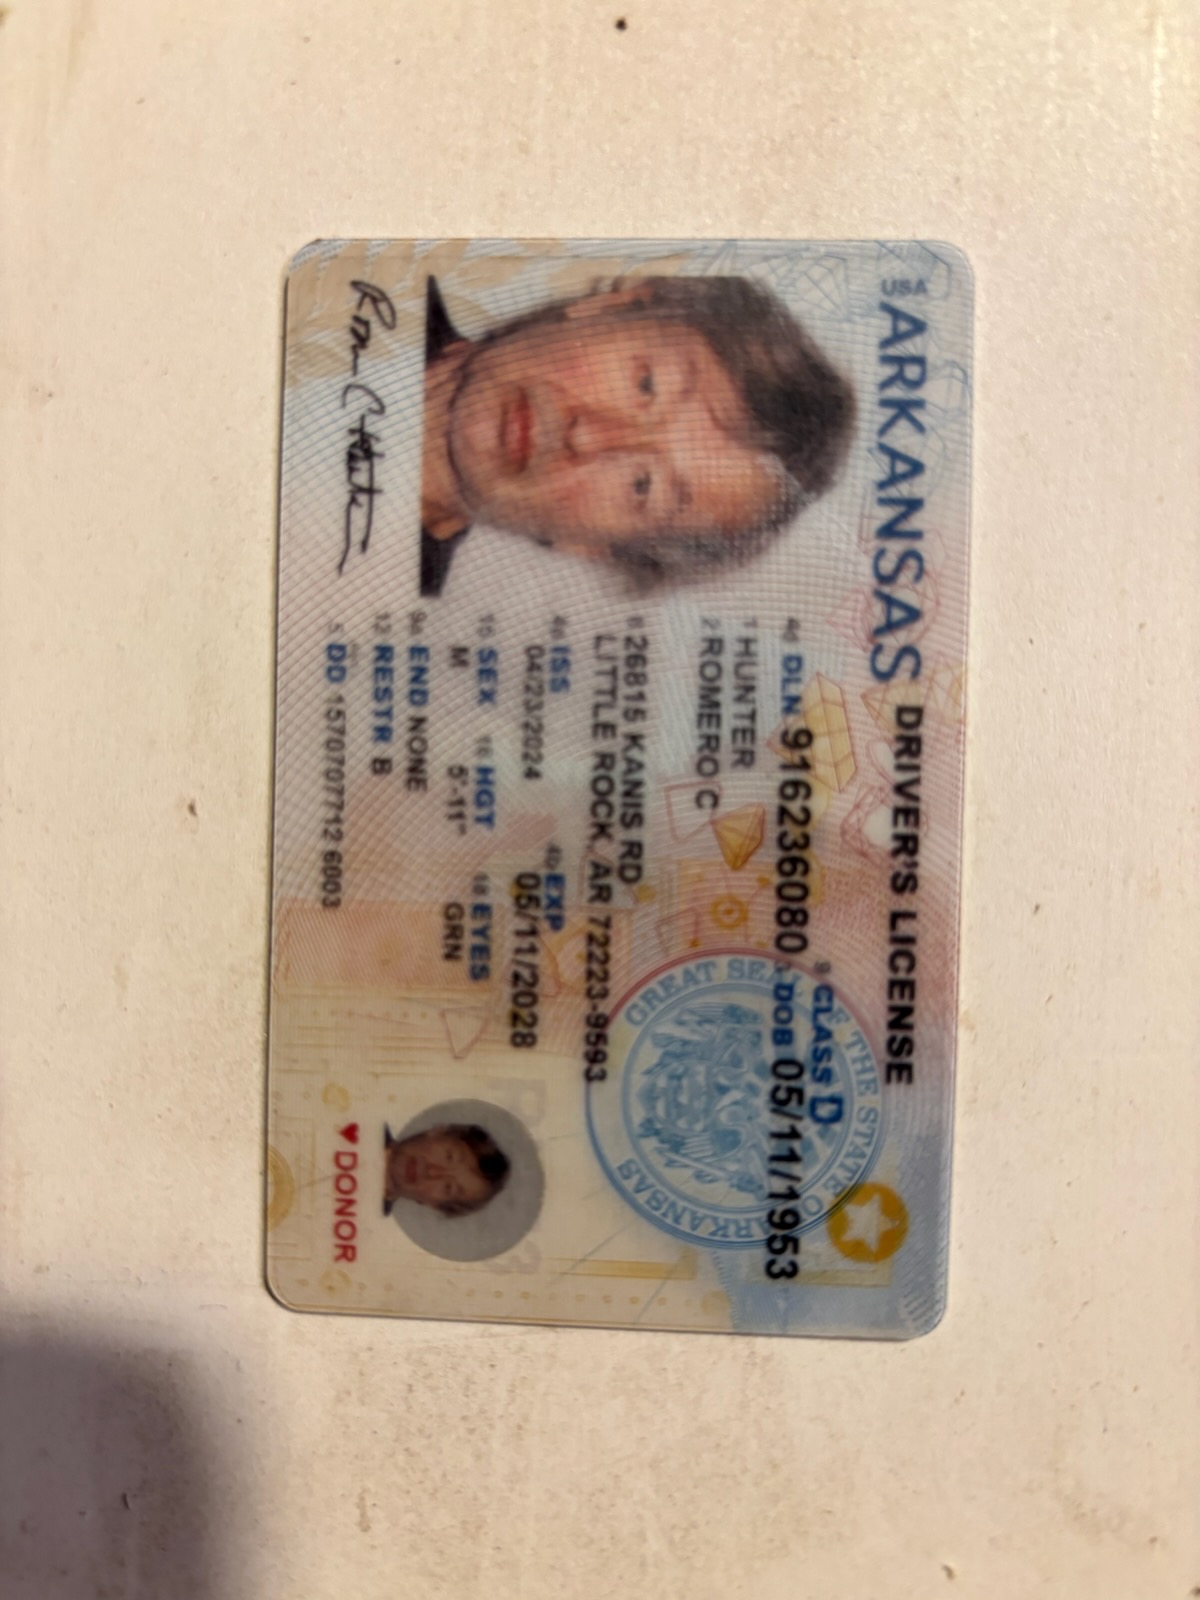 USA ARKANSAS DRIVER'S LICENSE
9 CLASS D
4d DLN 916236080 3 DOB 05/11/1953
1 HUNTER
2 ROMERO C
8 26815 KANIS RD
LITTLE ROCK, AR 72223-9593
4a ISS 4b EXP
04/23/2024 05/11/2028
15 SEX 16 HGT 18 EYES
M 5'-11" GRN
9a END NONE
12 RESTR B
5 DD 1570707712 6003
GREAT SEAL OF THE STATE OF ARKANSAS
♥DONOR